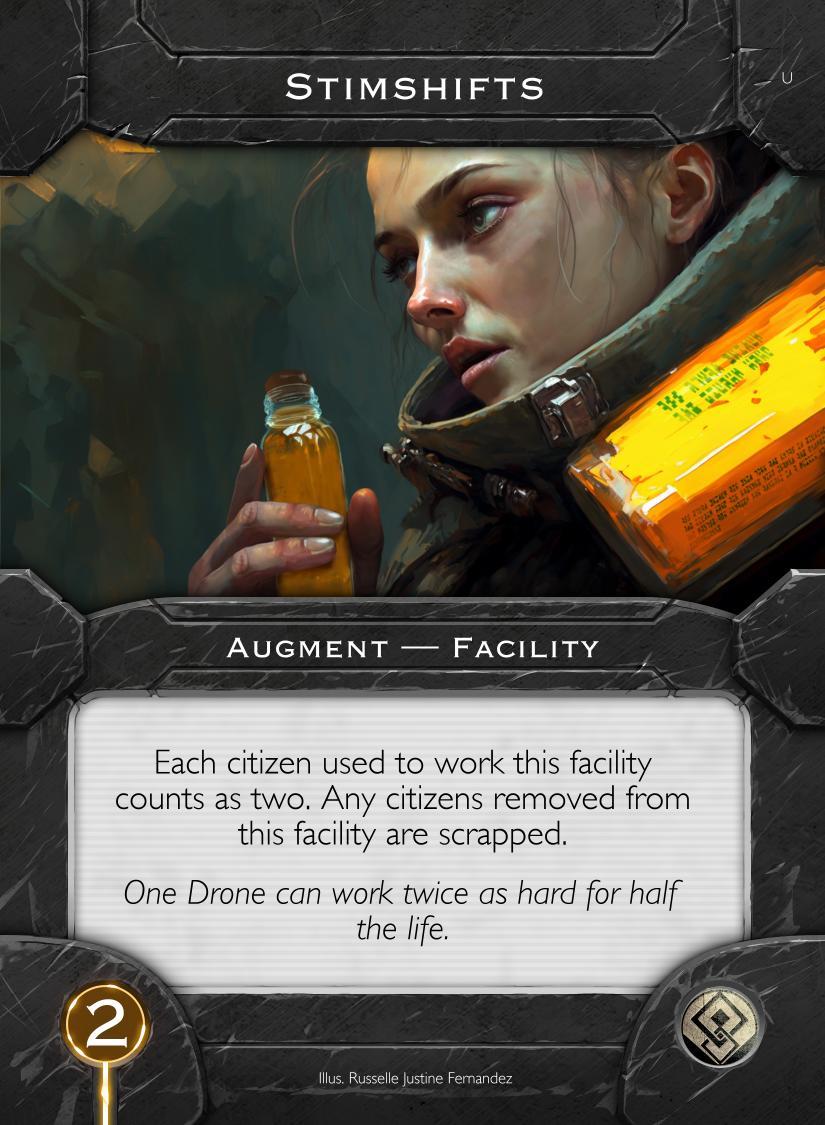 STIMSHIFTS
U
AUGMENT — FACILITY
Each citizen used to work this facility
counts as two. Any citizens removed from
this facility are scrapped.
One Drone can work twice as hard for half
the life.
2
Illus. Russelle Justine Fernandez